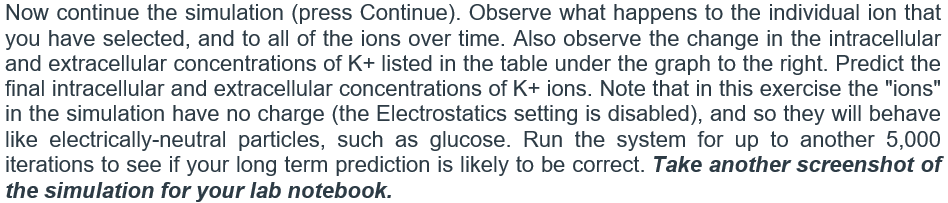 Now continue the simulation (press Continue). Observe what happens to the individual ion that
you have selected, and to all of the ions over time. Also observe the change in the intracellular
and extracellular concentrations of K+ listed in the table under the graph to the right. Predict the
final intracellular and extracellular concentrations of K+ ions. Note that in this exercise the "ions"
in the simulation have no charge (the Electrostatics setting is disabled), and so they will behave
like electrically-neutral particles, such as glucose. Run the system for up to another 5,000
iterations to see if your long term prediction is likely to be correct. Take another screenshot of
the simulation for your lab notebook.